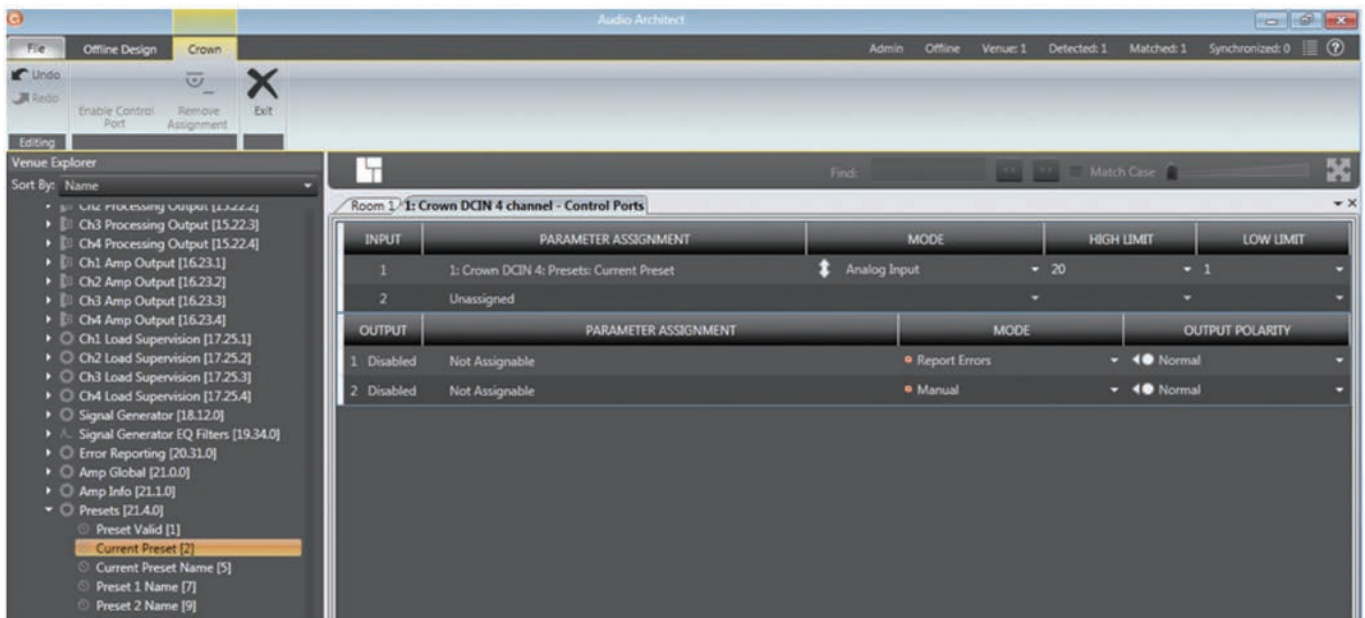 Audio Architect
File Offline Design Crown Admin Offline Venue: 1 Detected: 1 Matched: 1 Synchronized: 0
Undo
Redo
Enable Control Port
Remove Assignment
Exit
Editing
Venue Explorer
Sort By: Name
Find: Match Case
Ch2 Processing Output [15.22.2]
Ch3 Processing Output [15.22.3]
Ch4 Processing Output [15.22.4]
Ch1 Amp Output [16.23.1]
Ch2 Amp Output [16.23.2]
Ch3 Amp Output [16.23.3]
Ch4 Amp Output [16.23.4]
Ch1 Load Supervision [17.25.1]
Ch2 Load Supervision [17.25.2]
Ch3 Load Supervision [17.25.3]
Ch4 Load Supervision [17.25.4]
Signal Generator [18.12.0]
Signal Generator EQ Filters [19.34.0]
Error Reporting [20.31.0]
Amp Global [21.0.0]
Amp Info [21.1.0]
Presets [21.4.0]
Preset Valid [1]
Current Preset [2]
Current Preset Name [5]
Preset 1 Name [7]
Preset 2 Name [9]
Room 1 1: Crown DCIN 4 channel - Control Ports
INPUT PARAMETER ASSIGNMENT MODE HIGH LIMIT LOW LIMIT
1 1: Crown DCIN 4: Presets: Current Preset Analog Input 20 1
2 Unassigned
OUTPUT PARAMETER ASSIGNMENT MODE OUTPUT POLARITY
1 Disabled Not Assignable Report Errors Normal
2 Disabled Not Assignable Manual Normal